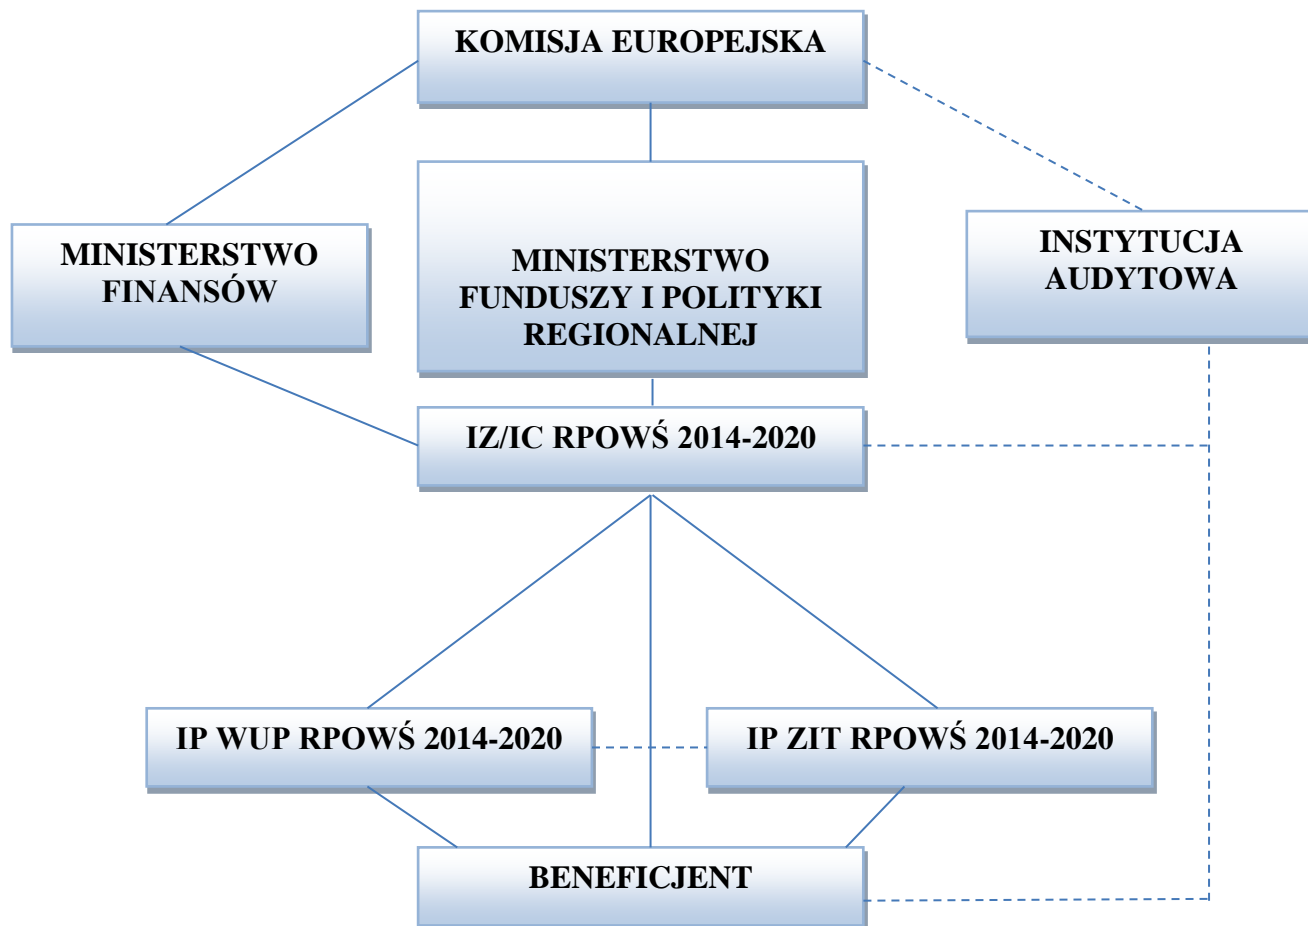 KOMISJA EUROPEJSKA
MINISTERSTWO
FINANSÓW
MINISTERSTWO
FUNDUSZY I POLITYKI
REGIONALNEJ
INSTYTUCJA
AUDYTOWA
IZ/IC RPOWŚ 2014-2020
IP WUP RPOWŚ 2014-2020
IP ZIT RPOWŚ 2014-2020
BENEFICJENT